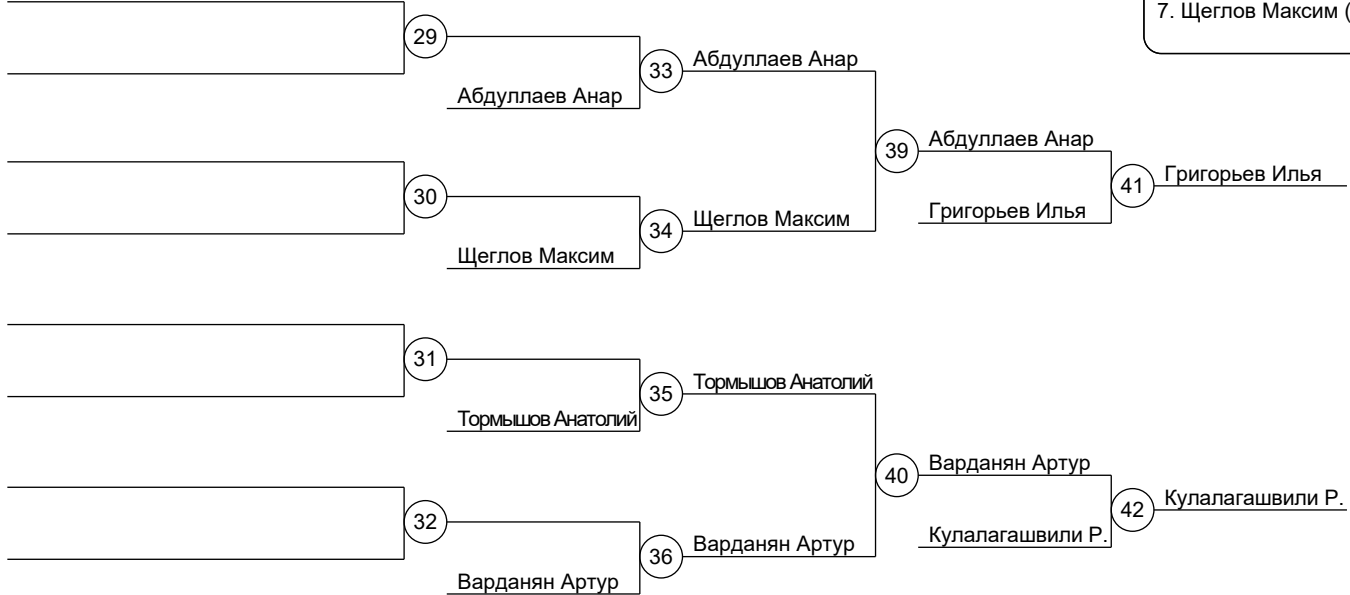 7. Щеглов Максим (
29
33
Абдуллаев Анар
Абдуллаев Анар
39
Абдуллаев Анар
30
34
Щеглов Максим
Щеглов Максим
41
Григорьев Илья
Григорьев Илья
31
35
Тормышов Анатолий
Тормышов Анатолий
40
Варданян Артур
32
36
Варданян Артур
Варданян Артур
42
Кулалагашвили Р.
Кулалагашвили Р.